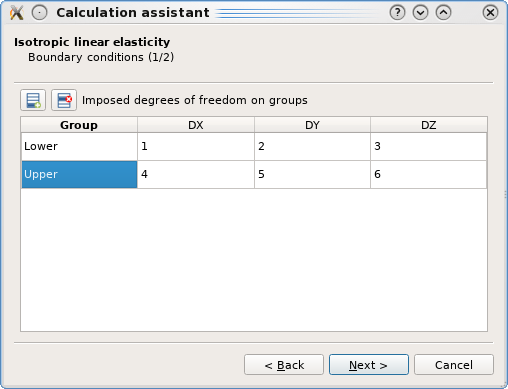 Calculation assistant
Isotropic linear elasticity
Boundary conditions (1/2)
Imposed degrees of freedom on groups
Group DX DY DZ
Lower 1 2 3
Upper 4 5 6
< Back Next > Cancel